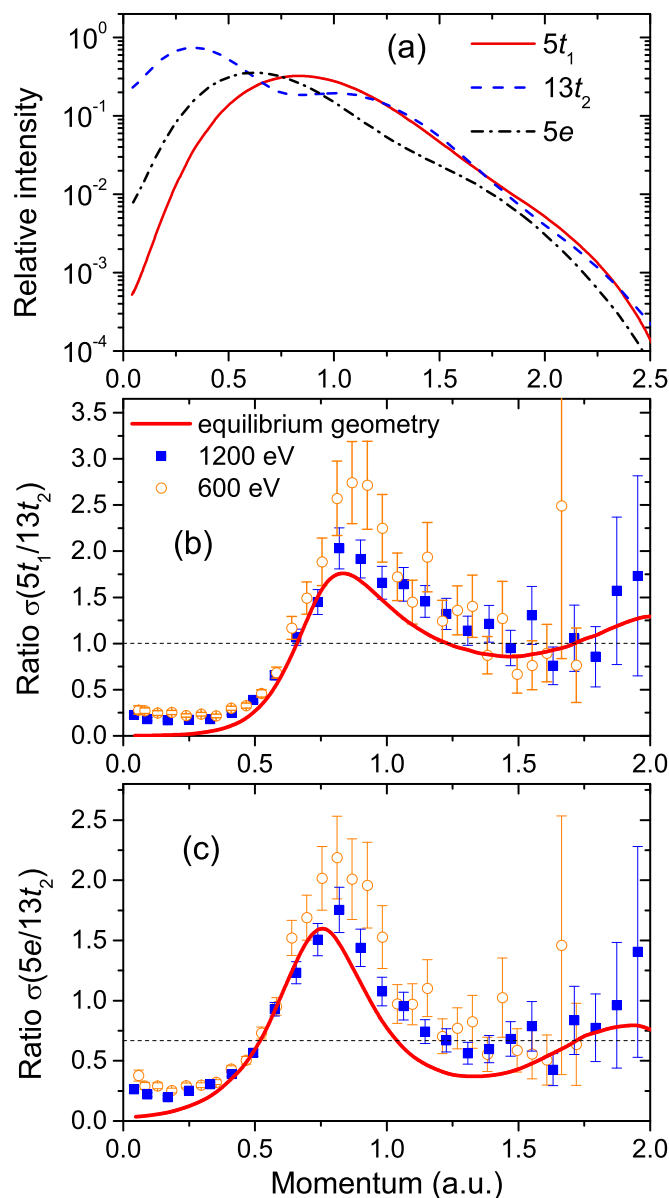 (a)
5t₁
13t₂
5e
Relative intensity
10⁰
10⁻¹
10⁻²
10⁻³
10⁻⁴
0.0 0.5 1.0 1.5 2.0 2.5
equilibrium geometry
1200 eV
600 eV
(b)
Ratio σ(5t₁/13t₂)
3.5
3.0
2.5
2.0
1.5
1.0
0.5
0.0
0.0 0.5 1.0 1.5 2.0
(c)
Ratio σ(5e/13t₂)
2.5
2.0
1.5
1.0
0.5
0.0
0.0 0.5 1.0 1.5 2.0
Momentum (a.u.)